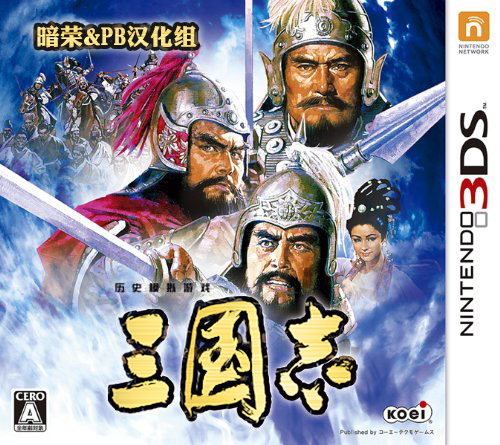 暗荣&PB汉化组
NINTENDO NETWORK
NINTENDO 3DS
历史模拟游戏
三国志
CERO
A
全年齢対象
KOEI
Published by コーエーテクモゲームス